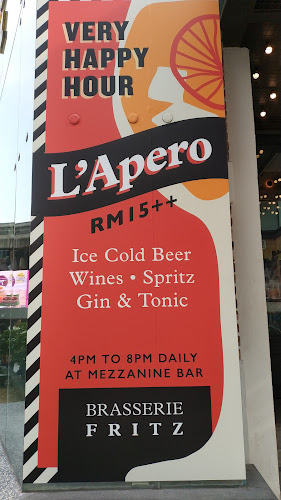 VERY
HAPPY
HOUR
L'Apero
RM15++
Ice Cold Beer
Wines • Spritz
Gin & Tonic
4PM TO 8PM DAILY
AT MEZZANINE BAR
BRASSERIE
FRITZ